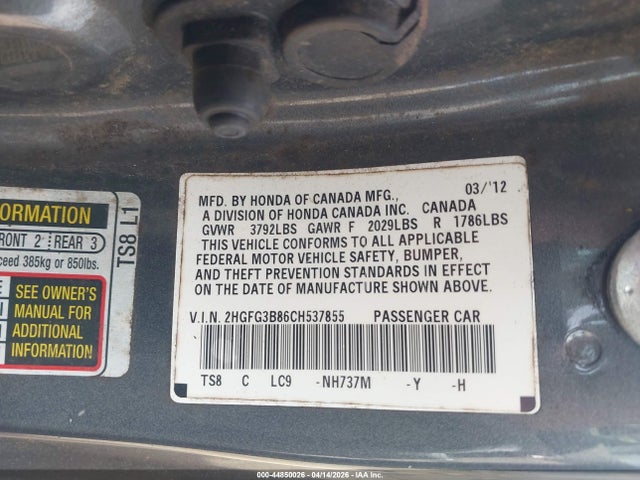 MFD. BY HONDA OF CANADA MFG., 03/'12
A DIVISION OF HONDA CANADA INC. CANADA
GVWR 3792LBS GAWR F 2029LBS R 1786LBS
THIS VEHICLE CONFORMS TO ALL APPLICABLE
FEDERAL MOTOR VEHICLE SAFETY, BUMPER,
AND THEFT PREVENTION STANDARDS IN EFFECT
ON THE DATE OF MANUFACTURE SHOWN ABOVE.
V.I.N. 2HGFG3B86CH537855 PASSENGER CAR
TS8 C LC9 -NH737M -Y -H
ORMATION
FRONT 2 REAR 3
ceed 385kg or 850lbs.
SEE OWNER'S
MANUAL FOR
ADDITIONAL
INFORMATION
TS8 L1
000-44850026 - 04/14/2026 - IAA Inc.